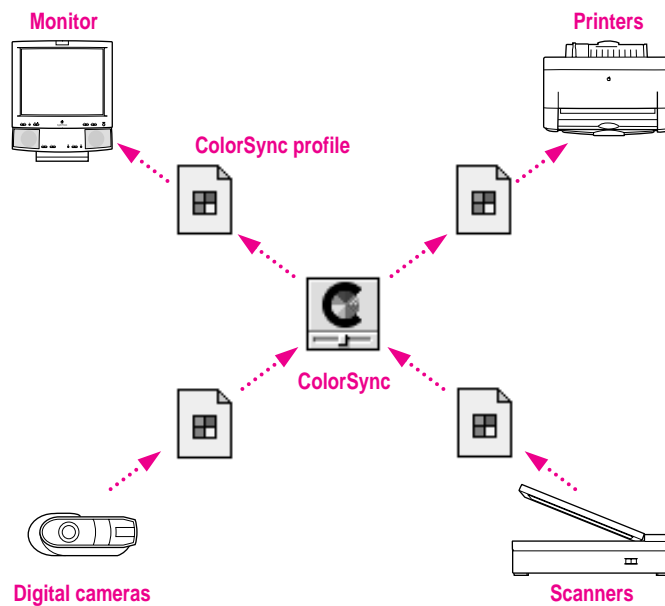 Monitor
Printers
ColorSync profile
ColorSync
Digital cameras
Scanners